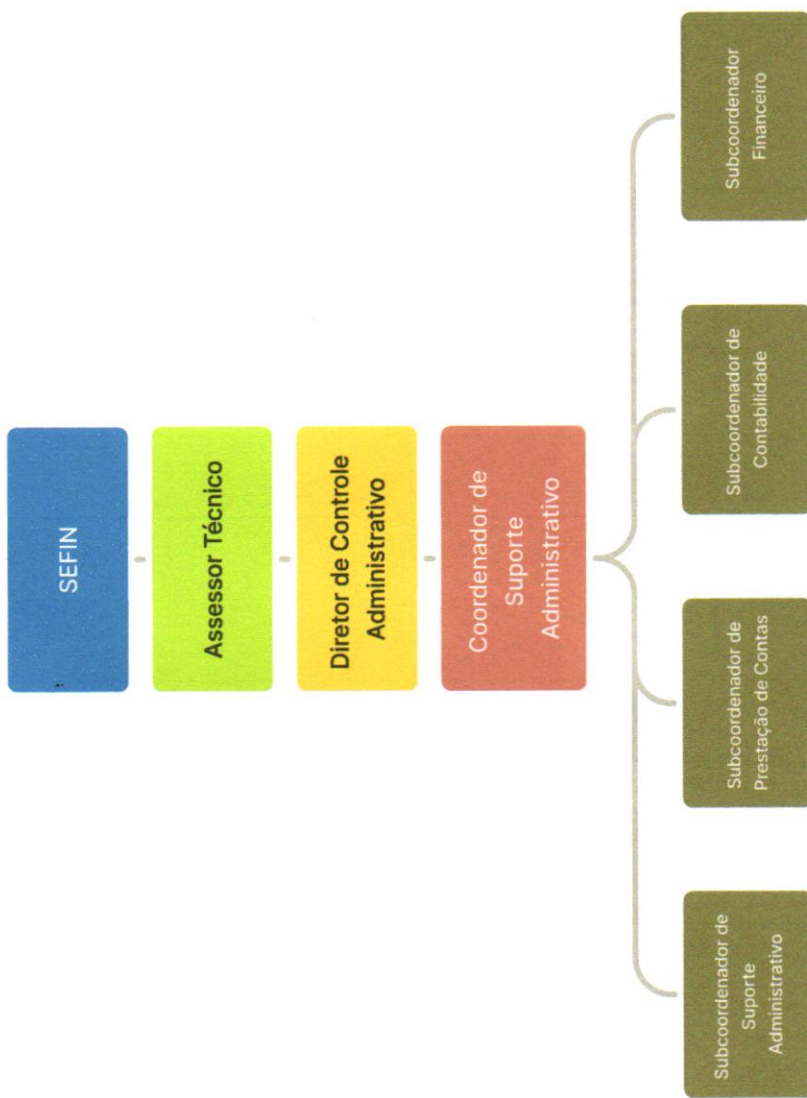 SEFIN
Assessor Técnico
Diretor de Controle
Administrativo
Coordenador de
Suporte
Administrativo
Subcoordenador de
Suporte
Administrativo
Subcoordenador de
Prestação de Contas
Subcoordenador de
Contabilidade
Subcoordenador
Financeiro